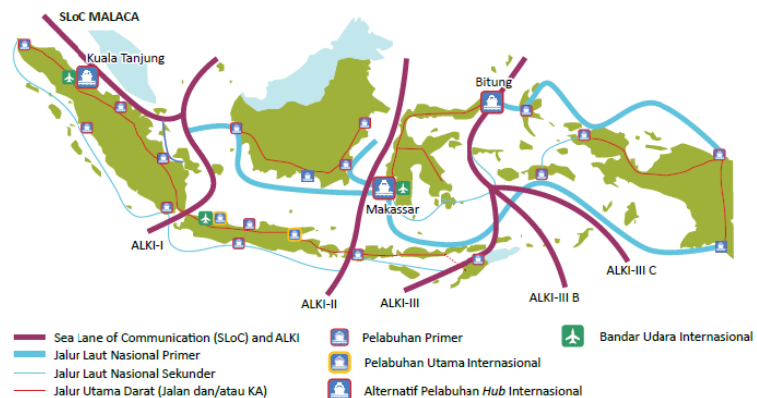 SLoC MALACA
Kuala Tanjung
Bitung
Makassar
ALKI-I
ALKI-II
ALKI-III
ALKI-III B
ALKI-III C
Sea Lane of Communication (SLoC) and ALKI
Jalur Laut Nasional Primer
Jalur Laut Nasional Sekunder
Jalur Utama Darat (Jalan dan/atau KA)
Pelabuhan Primer
Pelabuhan Utama Internasional
Alternatif Pelabuhan Hub Internasional
Bandar Udara Internasional